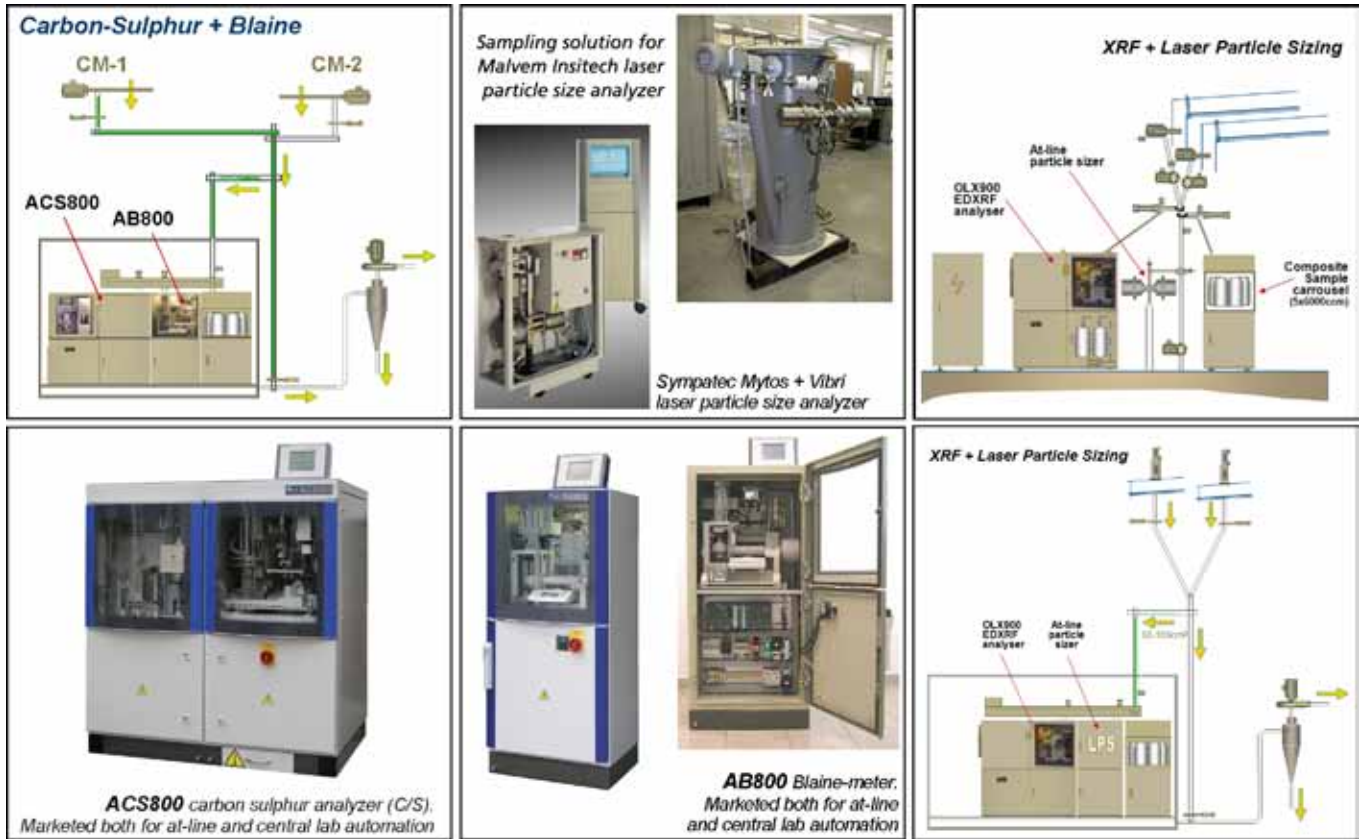 Carbon-Sulphur + Blaine
CM-1
CM-2
ACS800
AB800
Sampling solution for
Malvern Insitech laser
particle size analyzer
Sympatec Mytos + Vibri
laser particle size analyzer
XRF + Laser Particle Sizing
At-line
particle sizer
OLX900
EDXRF
analyser
Composite
Sample
carrousel
(5x6000ccm)
ACS800 carbon sulphur analyzer (C/S).
Marketed both for at-line and central lab automation
AB800 Blaine-meter.
Marketed both for at-line
and central lab automation
XRF + Laser Particle Sizing
OLX900
EDXRF
analyser
At-line
particle
sizer
LPS